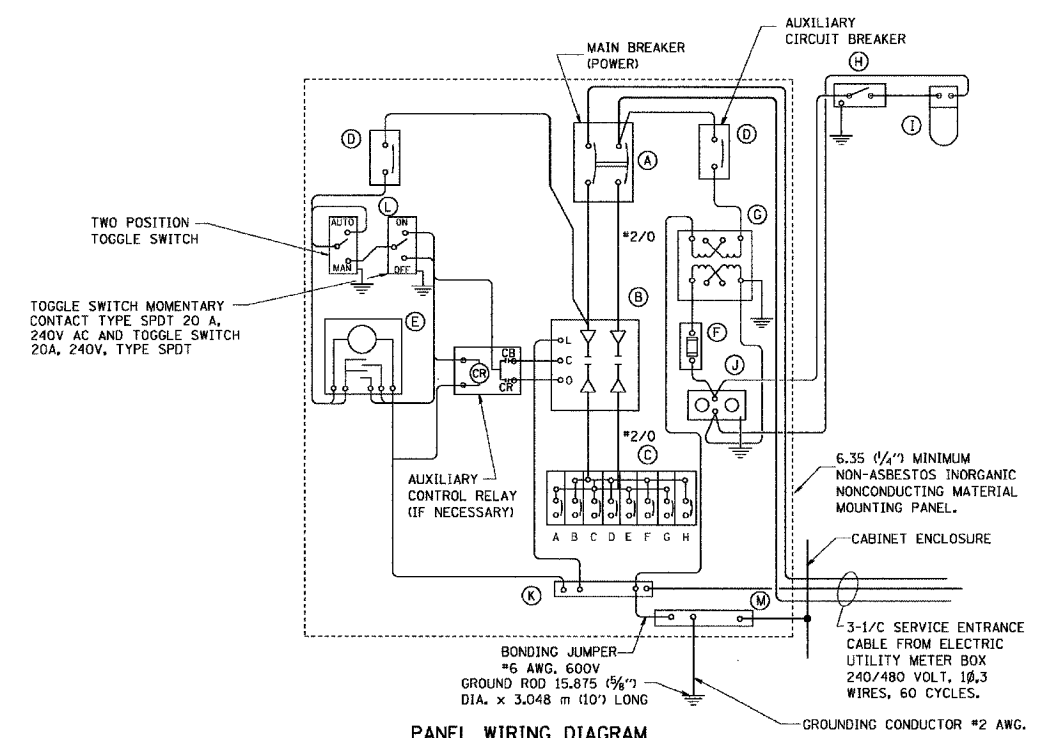 AUXILIARY
CIRCUIT BREAKER
MAIN BREAKER
(POWER)
H
D
A
D
I
L
G
TWO POSITION
TOGGLE SWITCH
AUTO
MAN
ON
OFF
#2/0
TOGGLE SWITCH MOMENTARY
CONTACT TYPE SPDT 20 A,
240V AC AND TOGGLE SWITCH
20A, 240V, TYPE SPDT
E
B
F
L
C
O
CB
CR
CR
J
#2/0
C
AUXILIARY
CONTROL RELAY
(IF NECESSARY)
6.35 (1/4") MINIMUM
NON-ASBESTOS INORGANIC
NONCONDUCTING MATERIAL
MOUNTING PANEL.
A B C D E F G H
CABINET ENCLOSURE
K
M
BONDING JUMPER
#6 AWG. 600V
GROUND ROD 15.875 (5/8")
DIA. x 3.048 m (10') LONG
3-1/C SERVICE ENTRANCE
CABLE FROM ELECTRIC
UTILITY METER BOX
240/480 VOLT, 1Ø,3
WIRES, 60 CYCLES.
GROUNDING CONDUCTOR #2 AWG.
PANEL WIRING DIAGRAM